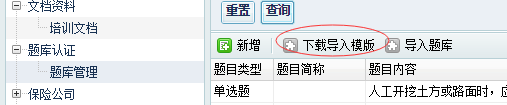 文档资料
培训文档
题库认证
题库管理
保险公司
重置 查询
新增 下载导入模版 导入题库
题目类型 题目简称 题目内容
单选题 人工开挖土方或路面时，应